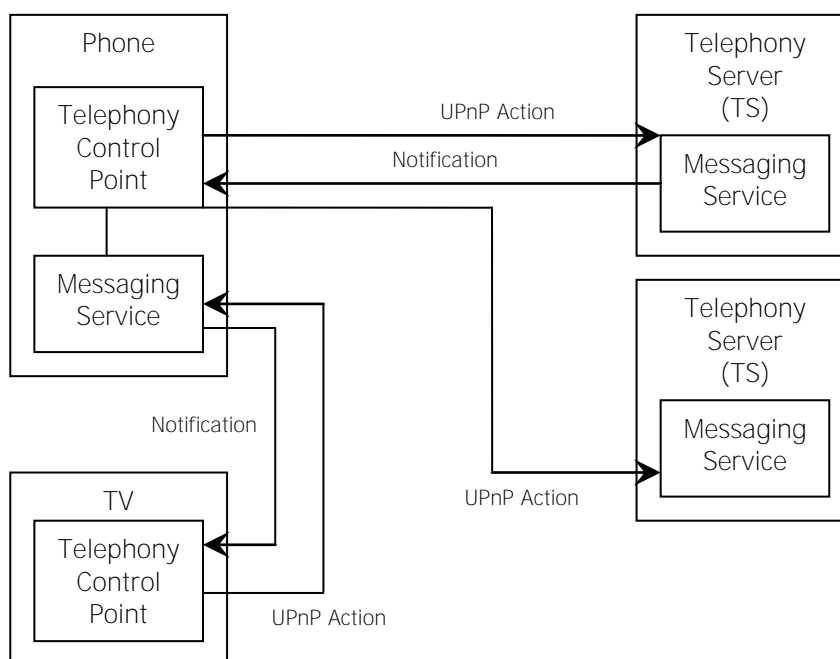 Phone
Telephony
Control
Point
Messaging
Service
UPnP Action
Notification
Telephony
Server
(TS)
Messaging
Service
Telephony
Server
(TS)
Messaging
Service
UPnP Action
Notification
TV
Telephony
Control
Point
UPnP Action